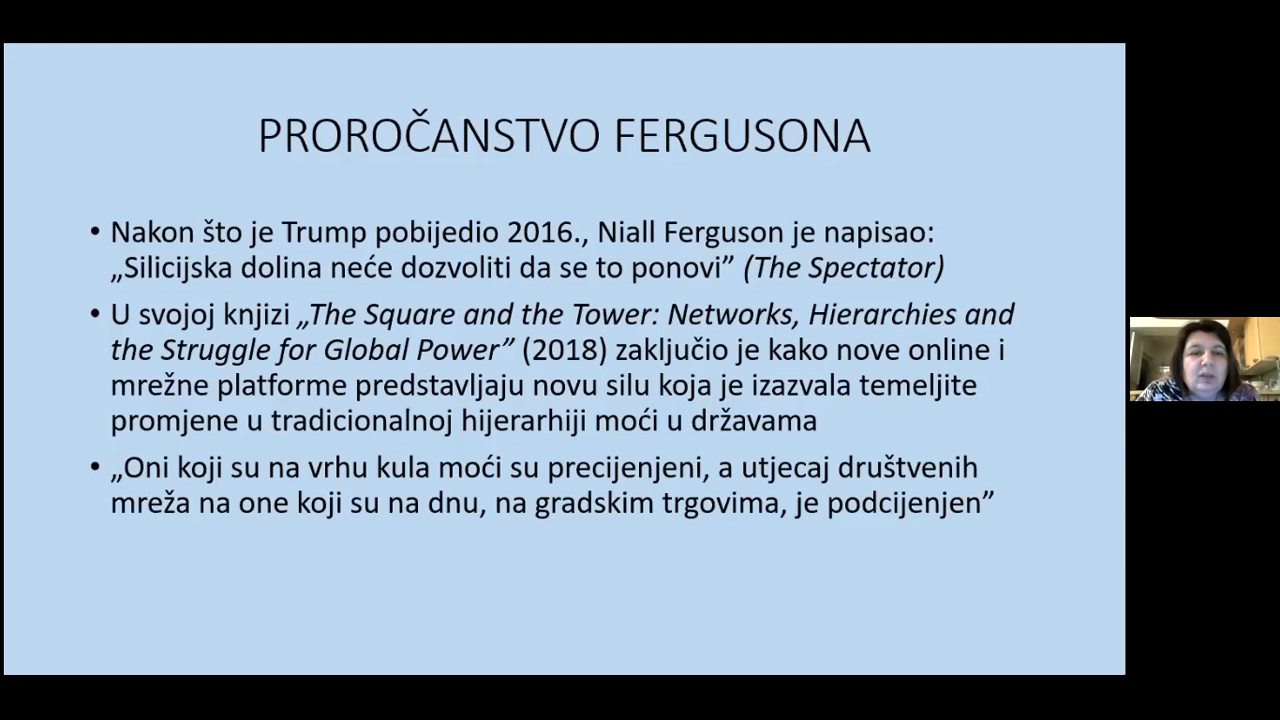 PROROČANSTVO FERGUSONA
• Nakon što je Trump pobijedio 2016., Niall Ferguson je napisao:
„Silicijska dolina neće dozvoliti da se to ponovi” (The Spectator)
• U svojoj knjizi „The Square and the Tower: Networks, Hierarchies and
the Struggle for Global Power” (2018) zaključio je kako nove online i
mrežne platforme predstavljaju novu silu koja je izazvala temeljite
promjene u tradicionalnoj hijerarhiji moći u državama
• „Oni koji su na vrhu kula moći su precijenjeni, a utjecaj društvenih
mreža na one koji su na dnu, na gradskim trgovima, je podcijenjen”